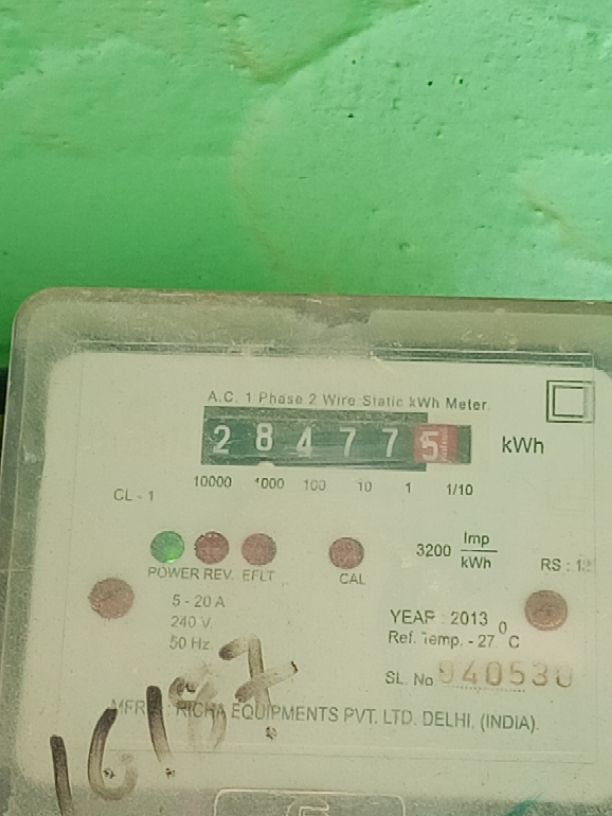 A.C. 1 Phase 2 Wire Static kWh Meter
2 8 4 7 7 5 kWh
10000 1000 100 10 1 1/10
CL - 1
3200 Imp/kWh
POWER REV. EFLT CAL
RS :
5 - 20 A
240 V.
50 Hz
YEAR : 2013
Ref. Temp. - 27 °C
SL. No 940530
MFRS : RICHA EQUIPMENTS PVT. LTD. DELHI, (INDIA).